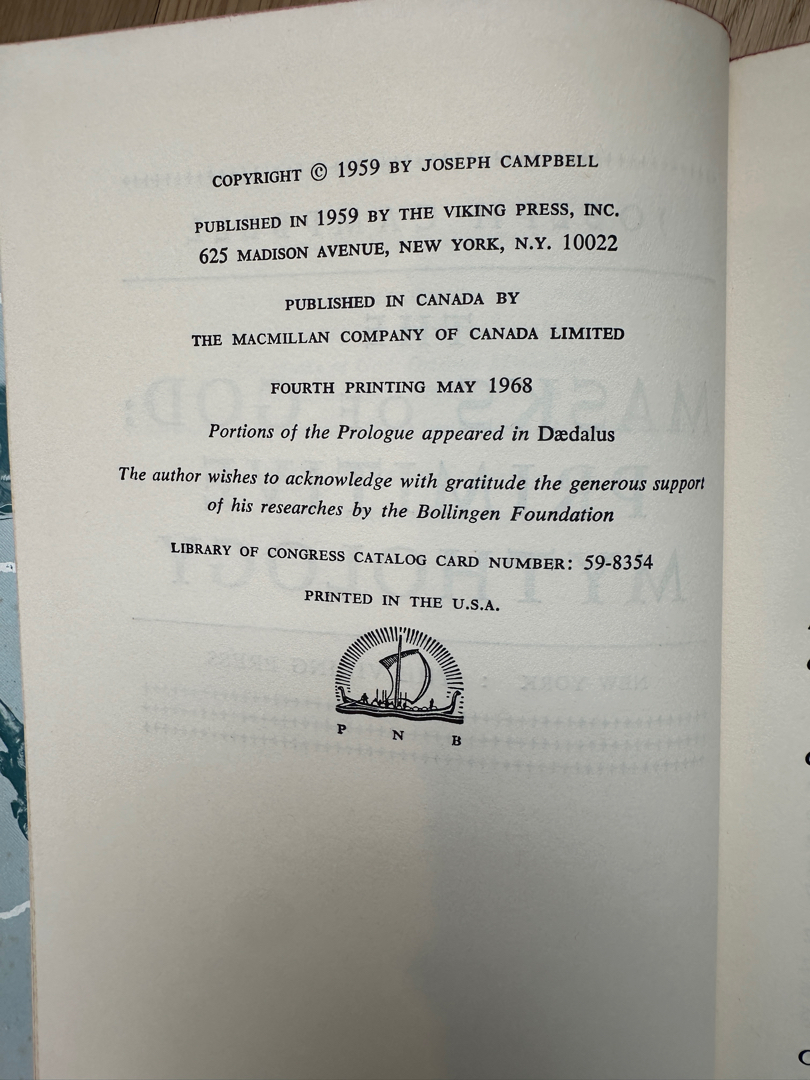 COPYRIGHT © 1959 BY JOSEPH CAMPBELL
PUBLISHED IN 1959 BY THE VIKING PRESS, INC.
625 MADISON AVENUE, NEW YORK, N.Y. 10022
PUBLISHED IN CANADA BY
THE MACMILLAN COMPANY OF CANADA LIMITED
FOURTH PRINTING MAY 1968
Portions of the Prologue appeared in Dædalus
The author wishes to acknowledge with gratitude the generous support
of his researches by the Bollingen Foundation
LIBRARY OF CONGRESS CATALOG CARD NUMBER: 59-8354
PRINTED IN THE U.S.A.
P N B